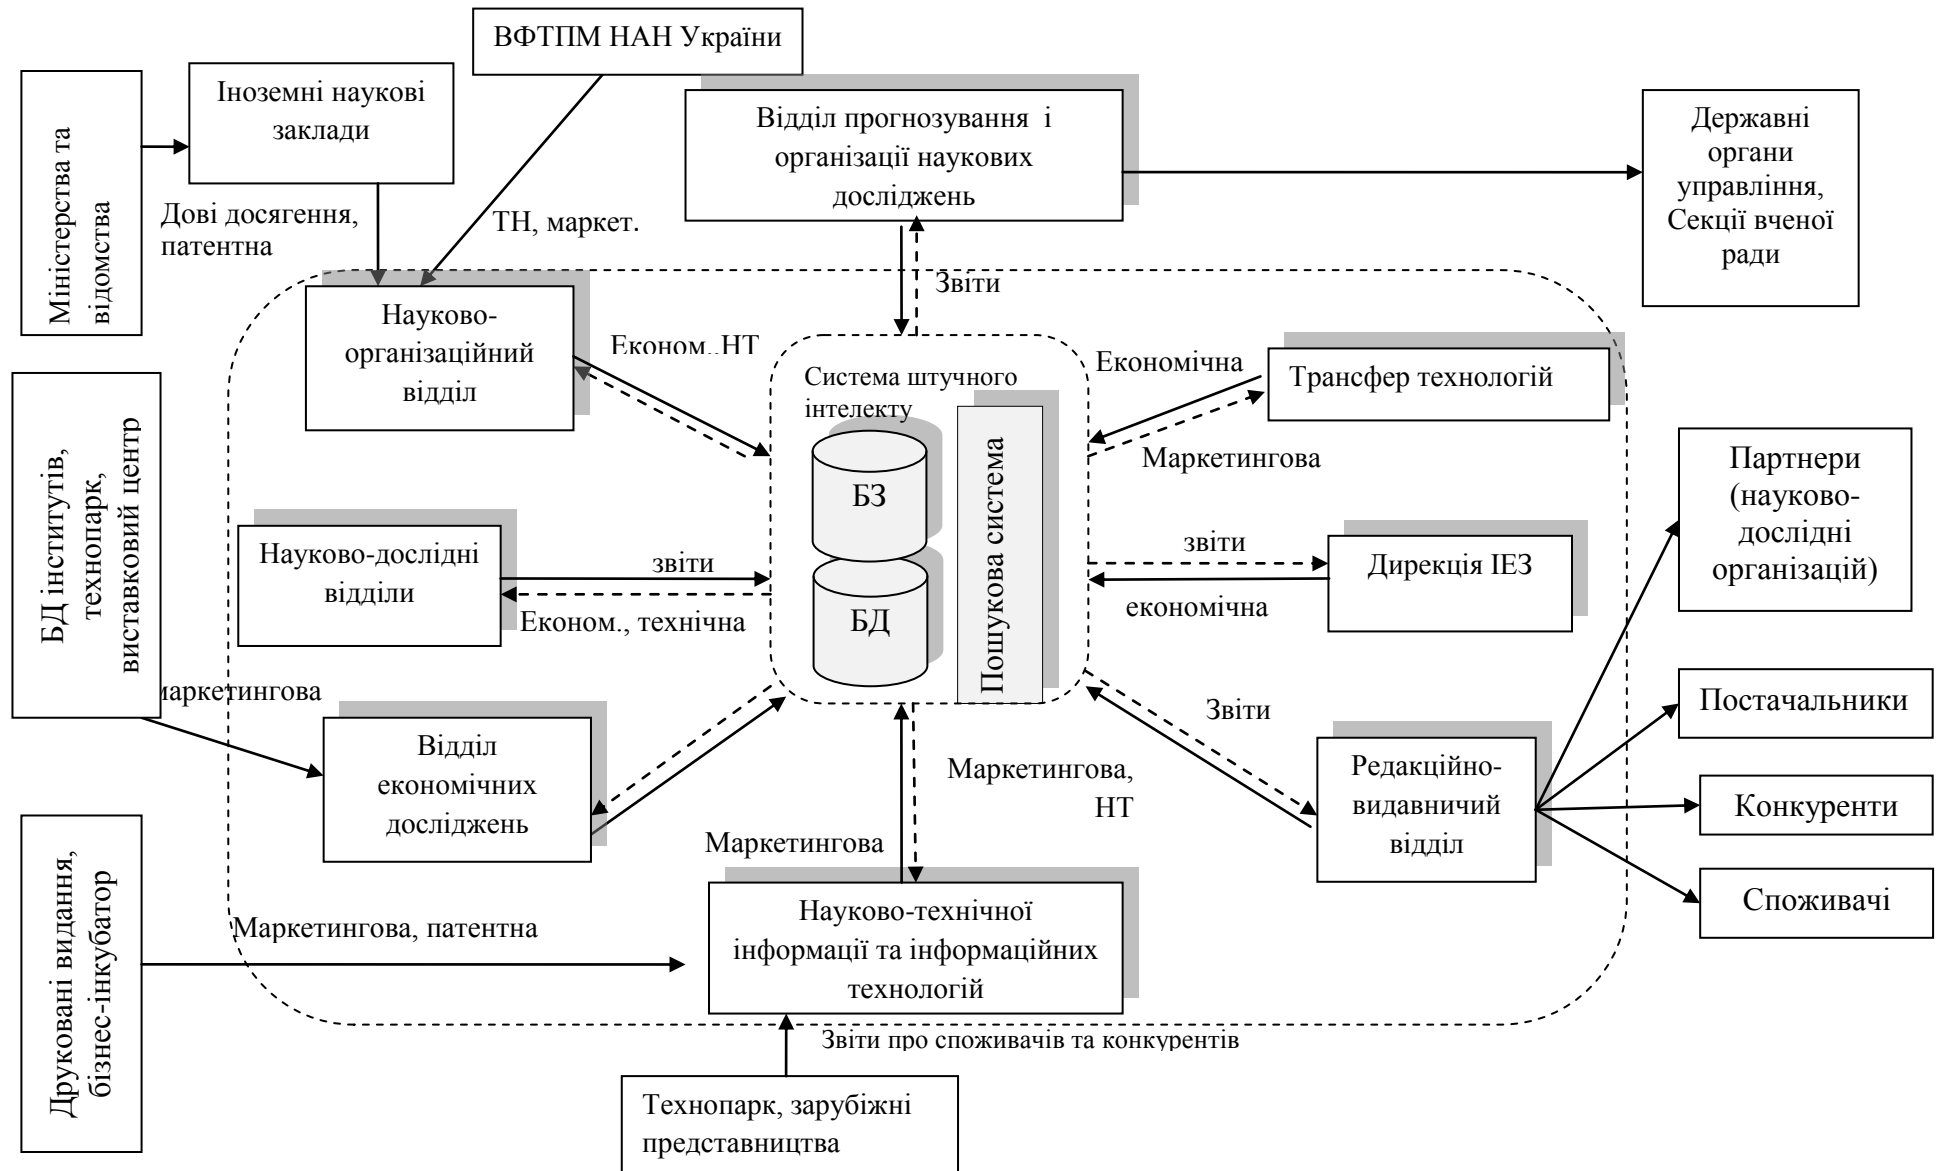 ВФТПМ НАН України
Міністерства та
відомства
Іноземні наукові
заклади
Відділ прогнозування і
організації наукових
досліджень
Державні
органи
управління,
Секції вченої
ради
Дові досягення,
патентна
ТН, маркет.
Звіти
Науково-
організаційний
відділ
Економ.,НТ
Система штучного
інтелекту
БЗ
БД
Пошукова система
Економічна
Трансфер технологій
Маркетингова
БД інститутів,
технопарк,
виставковий центр
Науково-дослідні
відділи
звіти
Економ., технічна
звіти
економічна
Дирекція ІЕЗ
Партнери
(науково-
дослідні
організацій)
маркетингова
Відділ
економічних
досліджень
Звіти
Маркетингова,
НТ
Маркетингова
Редакційно-
видавничий
відділ
Постачальники
Конкуренти
Споживачі
Друковані видання,
бізнес-інкубатор
Маркетингова, патентна
Науково-технічної
інформації та інформаційних
технологій
Звіти про споживачів та конкурентів
Технопарк, зарубіжні
представництва